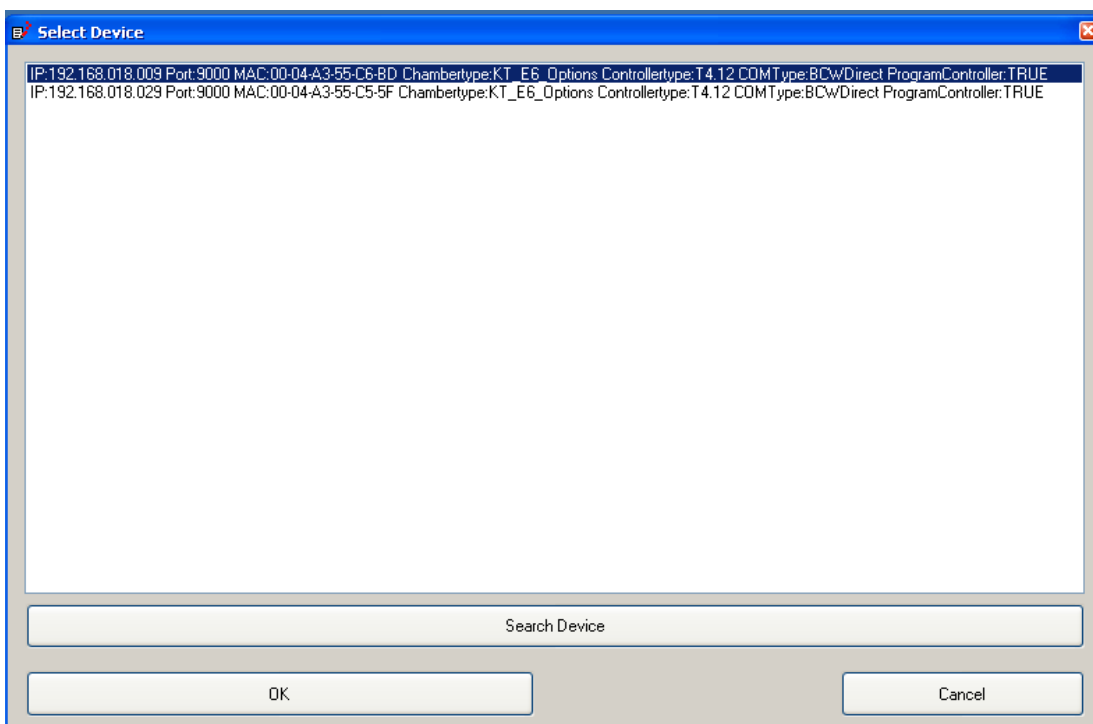 Select Device
IP:192.168.018.009 Port:9000 MAC:00-04-A3-55-C6-BD Chambertype:KT_E6_Options Controllertype:T4.12 COMType:BCWDirect ProgramController:TRUE
IP:192.168.018.029 Port:9000 MAC:00-04-A3-55-C5-5F Chambertype:KT_E6_Options Controllertype:T4.12 COMType:BCWDirect ProgramController:TRUE
Search Device
OK
Cancel